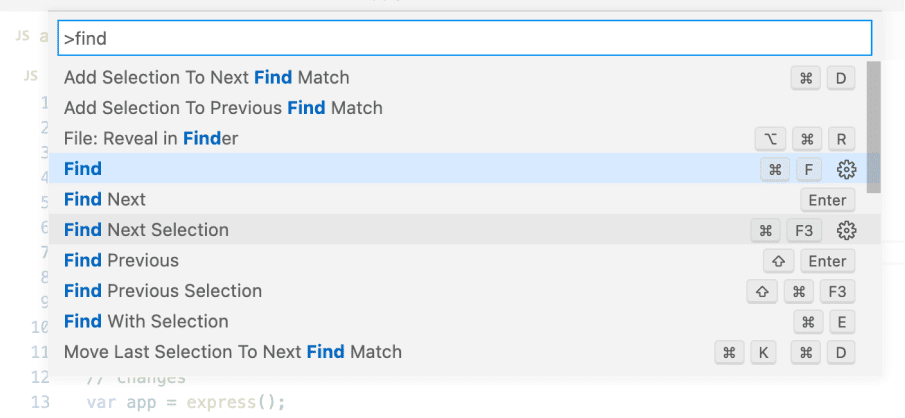 JS a
>find
JS
Add Selection To Next Find Match ⌘ D
Add Selection To Previous Find Match
File: Reveal in Finder ⌥ ⌘ R
Find ⌘ F
Find Next Enter
Find Next Selection ⌘ F3
Find Previous ⇧ Enter
Find Previous Selection ⇧ ⌘ F3
Find With Selection ⌘ E
Move Last Selection To Next Find Match ⌘ K ⌘ D
1
2
3
4
5
6
7
8
9
10
11
12 // changes
13 var app = express();